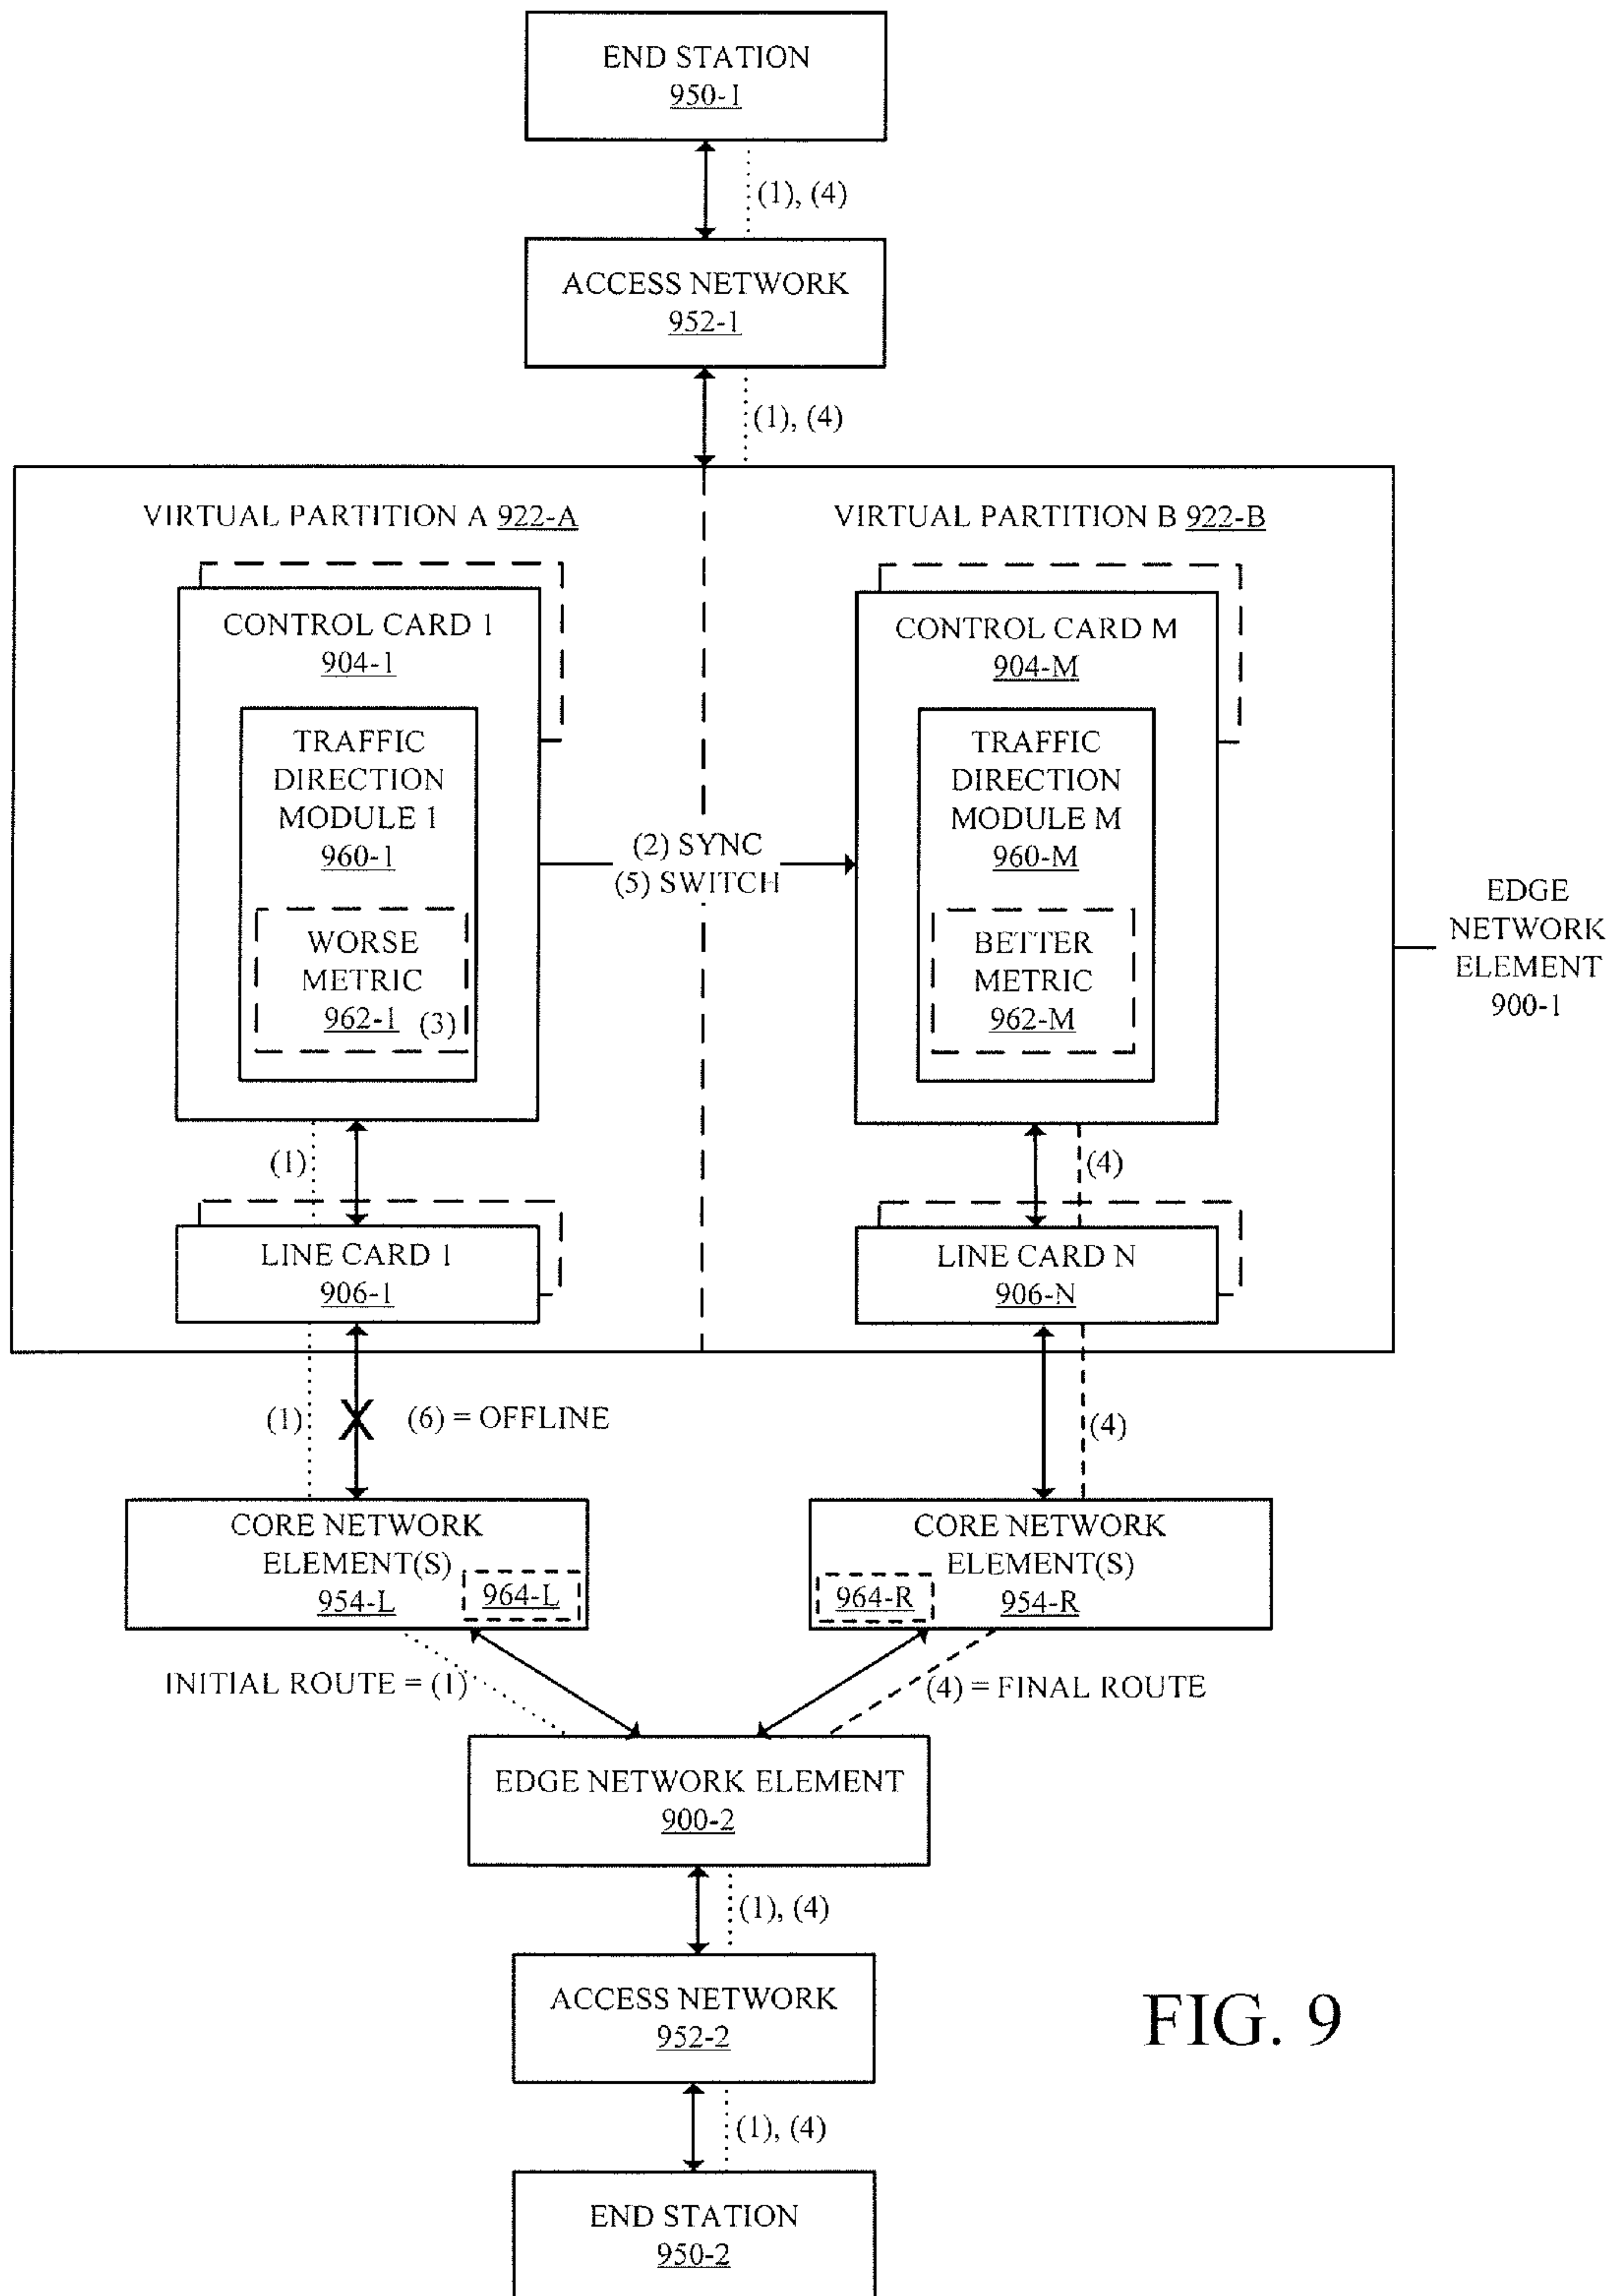 END STATION
950-1
(1), (4)
ACCESS NETWORK
952-1
(1), (4)
VIRTUAL PARTITION A 922-A
VIRTUAL PARTITION B 922-B
CONTROL CARD 1
904-1
TRAFFIC
DIRECTION
MODULE 1
960-1
WORSE
METRIC
962-1 (3)
(2) SYNC
(5) SWITCH
CONTROL CARD M
904-M
TRAFFIC
DIRECTION
MODULE M
960-M
BETTER
METRIC
962-M
EDGE
NETWORK
ELEMENT
900-1
(1)
(4)
LINE CARD 1
906-1
LINE CARD N
906-N
(1)
(6) = OFFLINE
(4)
CORE NETWORK
ELEMENT(S)
954-L
964-L
CORE NETWORK
ELEMENT(S)
964-R
954-R
INITIAL ROUTE = (1)
(4) = FINAL ROUTE
EDGE NETWORK ELEMENT
900-2
(1), (4)
ACCESS NETWORK
952-2
(1), (4)
END STATION
950-2
FIG. 9